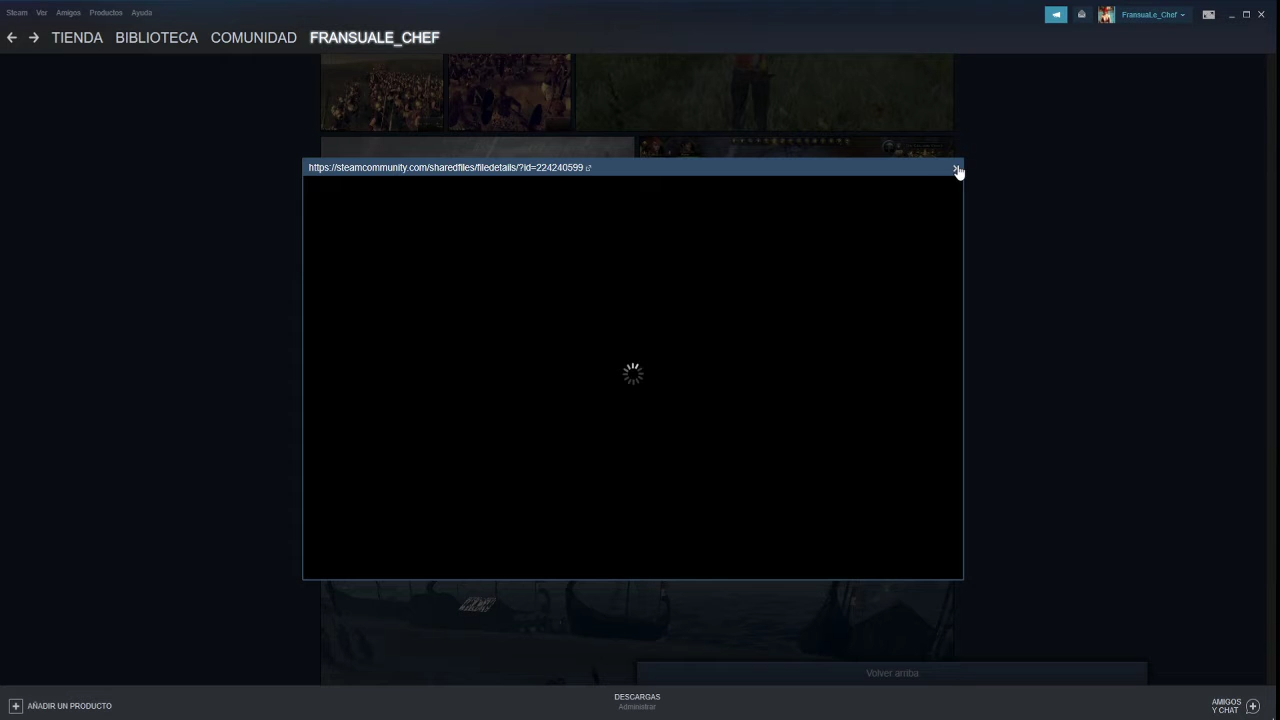 Steam Ver Amigos Productos Ayuda
FransuaLe_Chef
TIENDA BIBLIOTECA COMUNIDAD FRANSUALE_CHEF
https://steamcommunity.com/sharedfiles/filedetails/?id=224240599
Volver arriba
AÑADIR UN PRODUCTO
DESCARGAS
Administrar
AMIGOS
Y CHAT